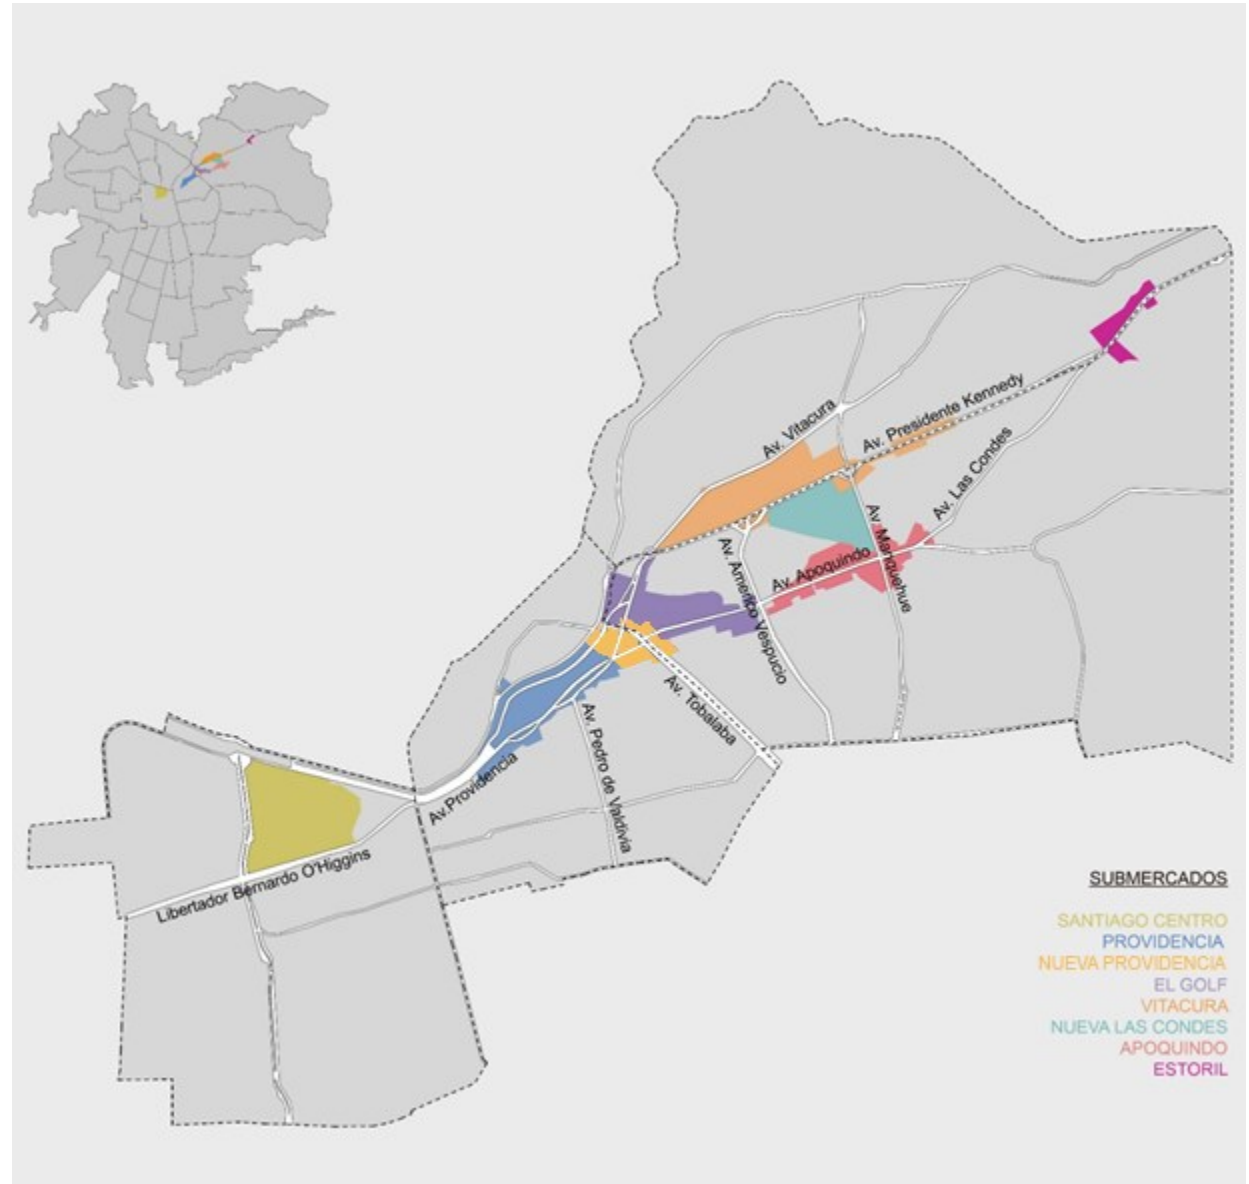 Av. Vitacura
Av. Presidente Kennedy
Av. Las Condes
Av. Manquehue
Av. Apoquindo
Av. Americo Vespucio
Av. Tobalaba
Av. Pedro de Valdivia
Av.Providencia
Libertador Bernardo O'Higgins
SUBMERCADOS
SANTIAGO CENTRO
PROVIDENCIA
NUEVA PROVIDENCIA
EL GOLF
VITACURA
NUEVA LAS CONDES
APOQUINDO
ESTORIL